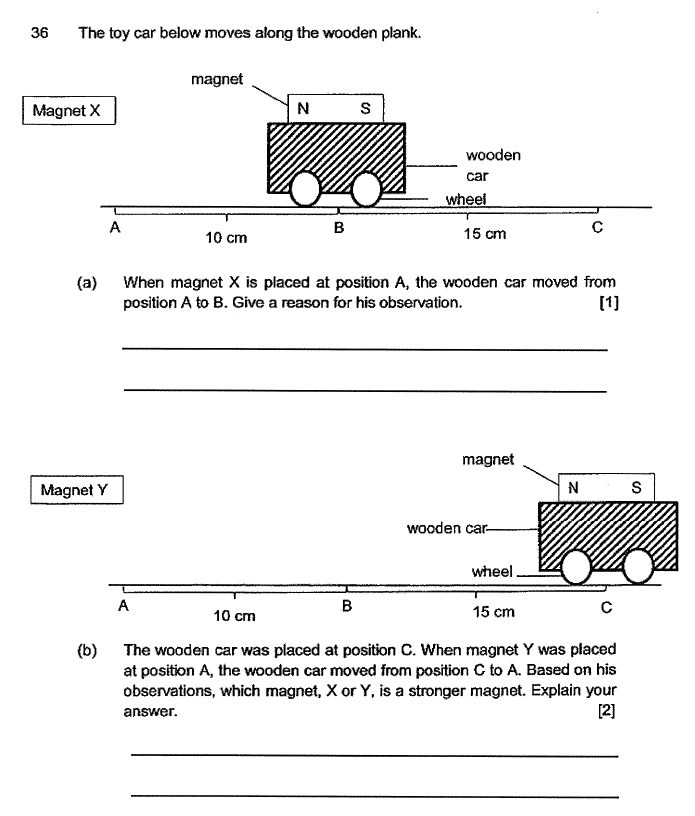 36 The toy car below moves along the wooden plank.
magnet
Magnet X
N S
wooden
car
wheel
A B C
10 cm 15 cm
(a) When magnet X is placed at position A, the wooden car moved from
position A to B. Give a reason for his observation. [1]
magnet
Magnet Y
N S
wooden car
wheel
A B C
10 cm 15 cm
(b) The wooden car was placed at position C. When magnet Y was placed
at position A, the wooden car moved from position C to A. Based on his
observations, which magnet, X or Y, is a stronger magnet. Explain your
answer. [2]